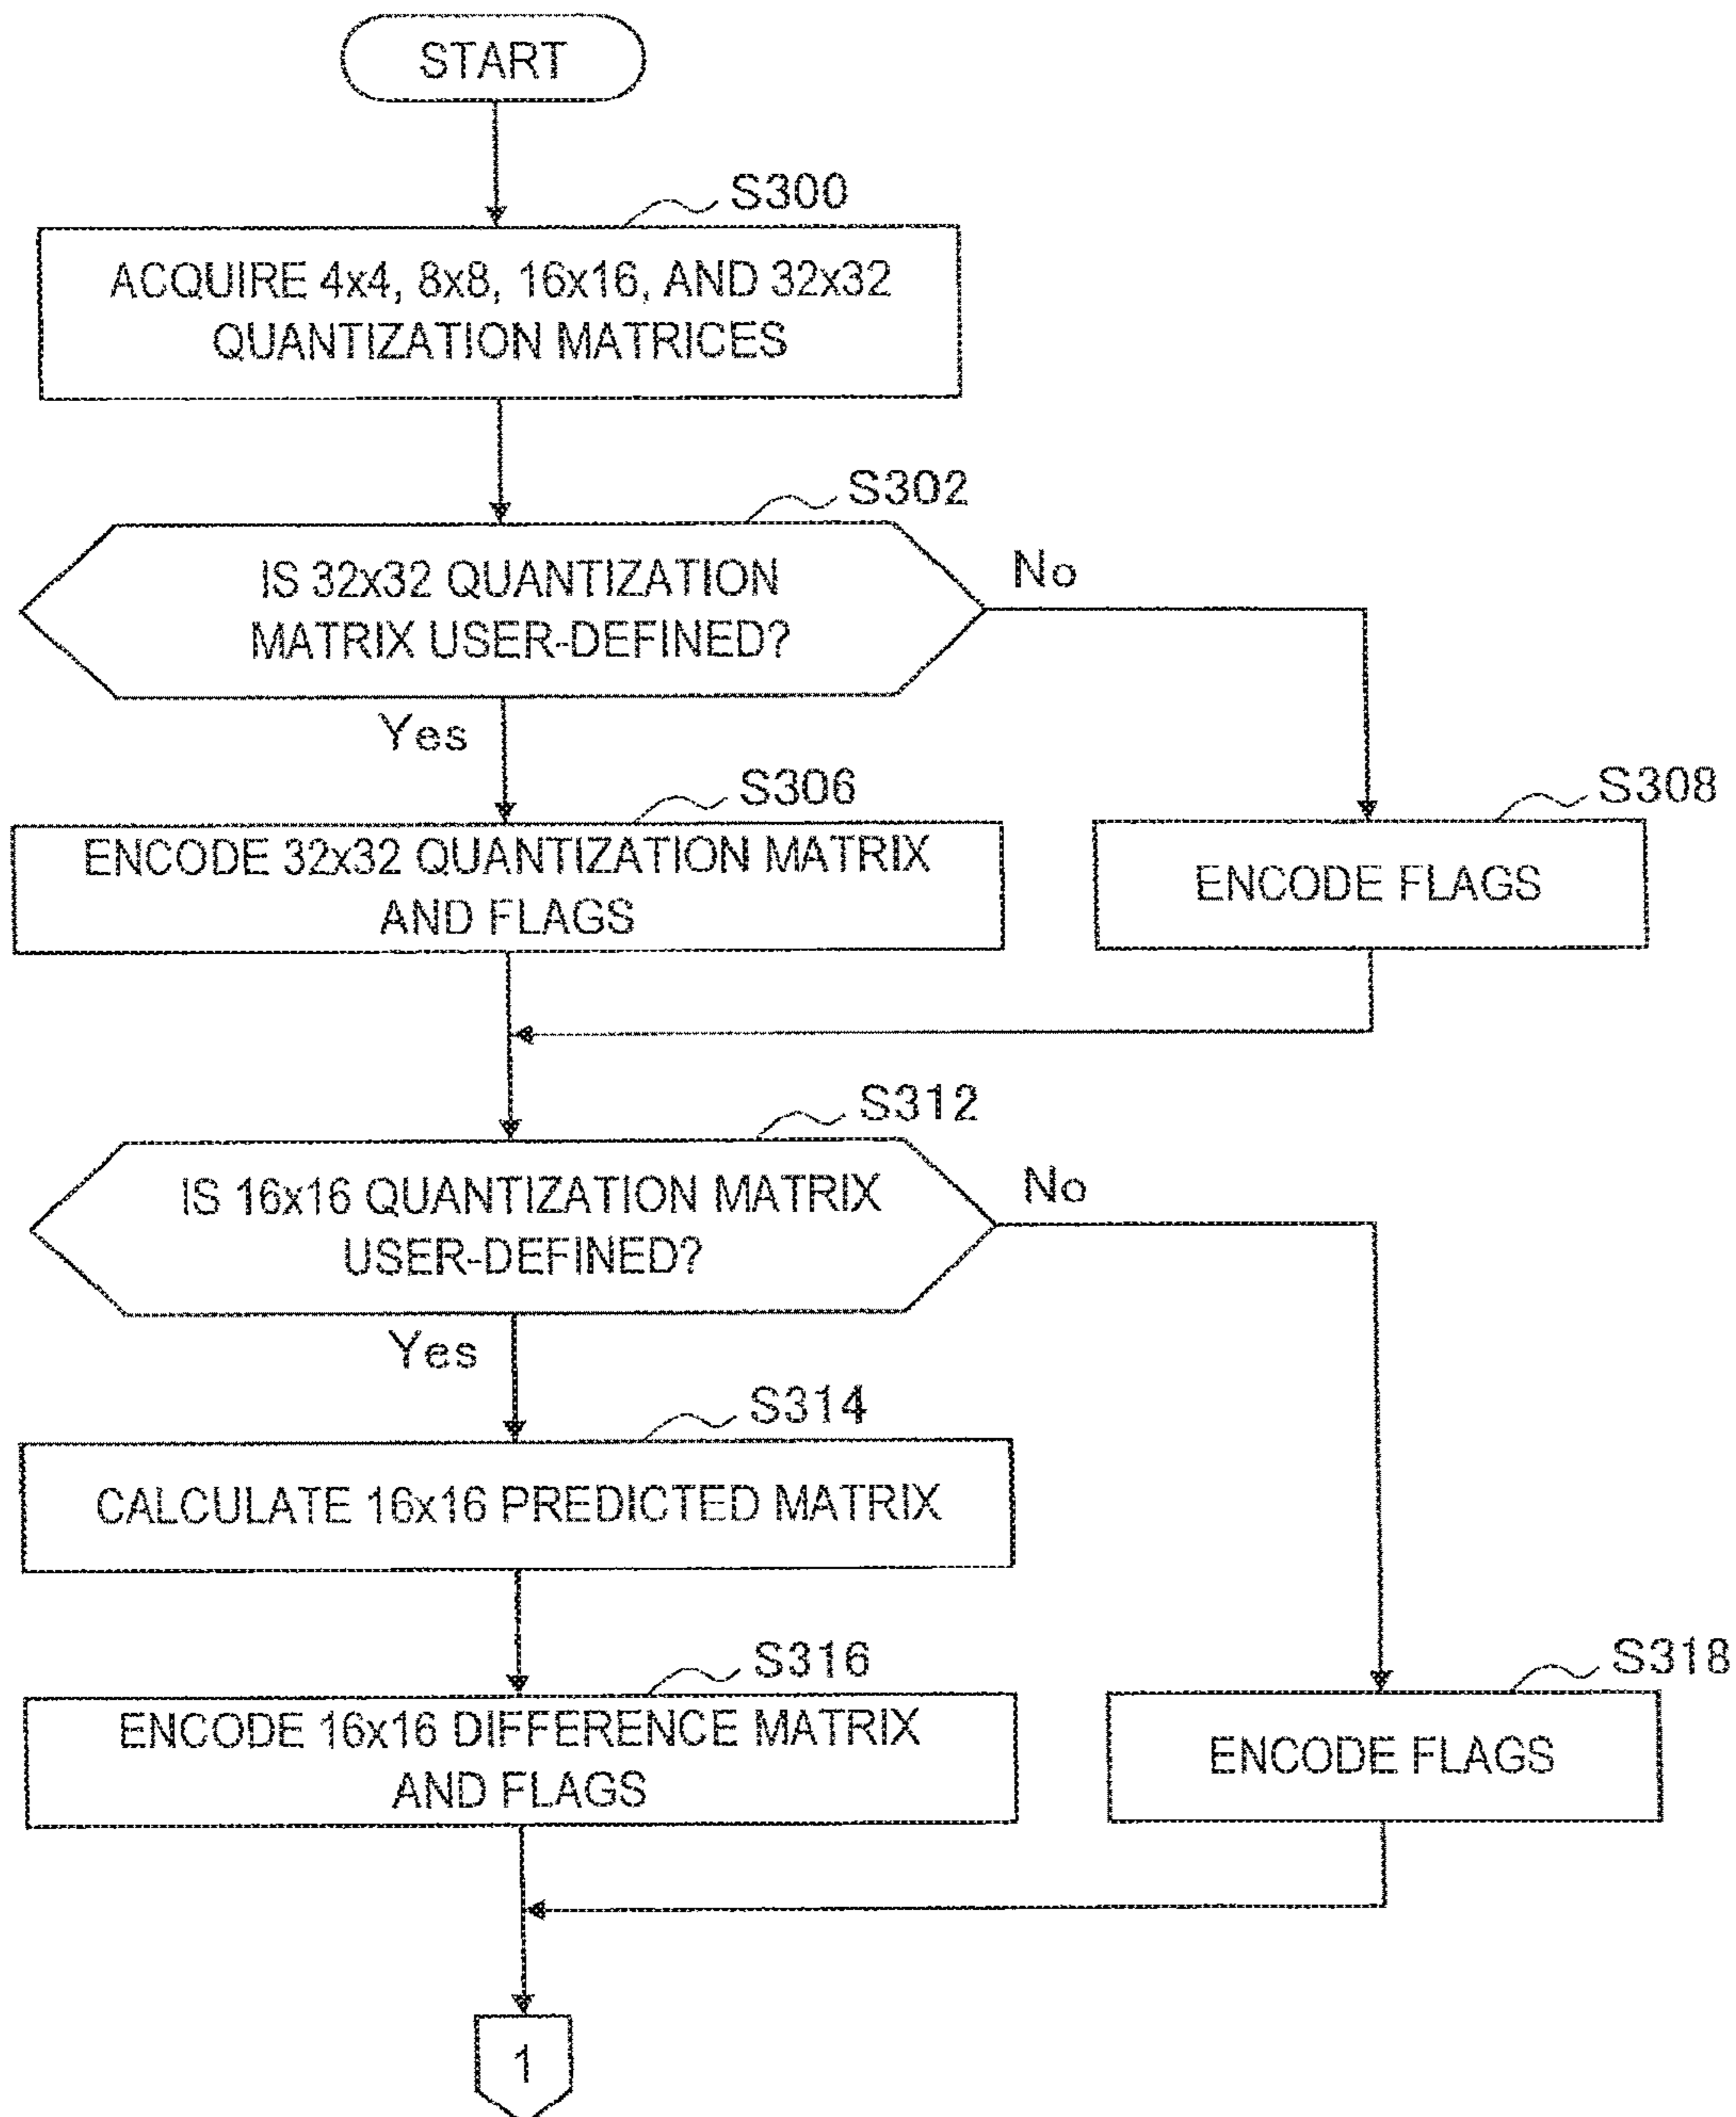 START
S300
ACQUIRE 4x4, 8x8, 16x16, AND 32x32
QUANTIZATION MATRICES
S302
IS 32x32 QUANTIZATION
MATRIX USER-DEFINED?
No
Yes
S306
ENCODE 32x32 QUANTIZATION MATRIX
AND FLAGS
S308
ENCODE FLAGS
S312
IS 16x16 QUANTIZATION MATRIX
USER-DEFINED?
No
Yes
S314
CALCULATE 16x16 PREDICTED MATRIX
S316
ENCODE 16x16 DIFFERENCE MATRIX
AND FLAGS
S318
ENCODE FLAGS
1